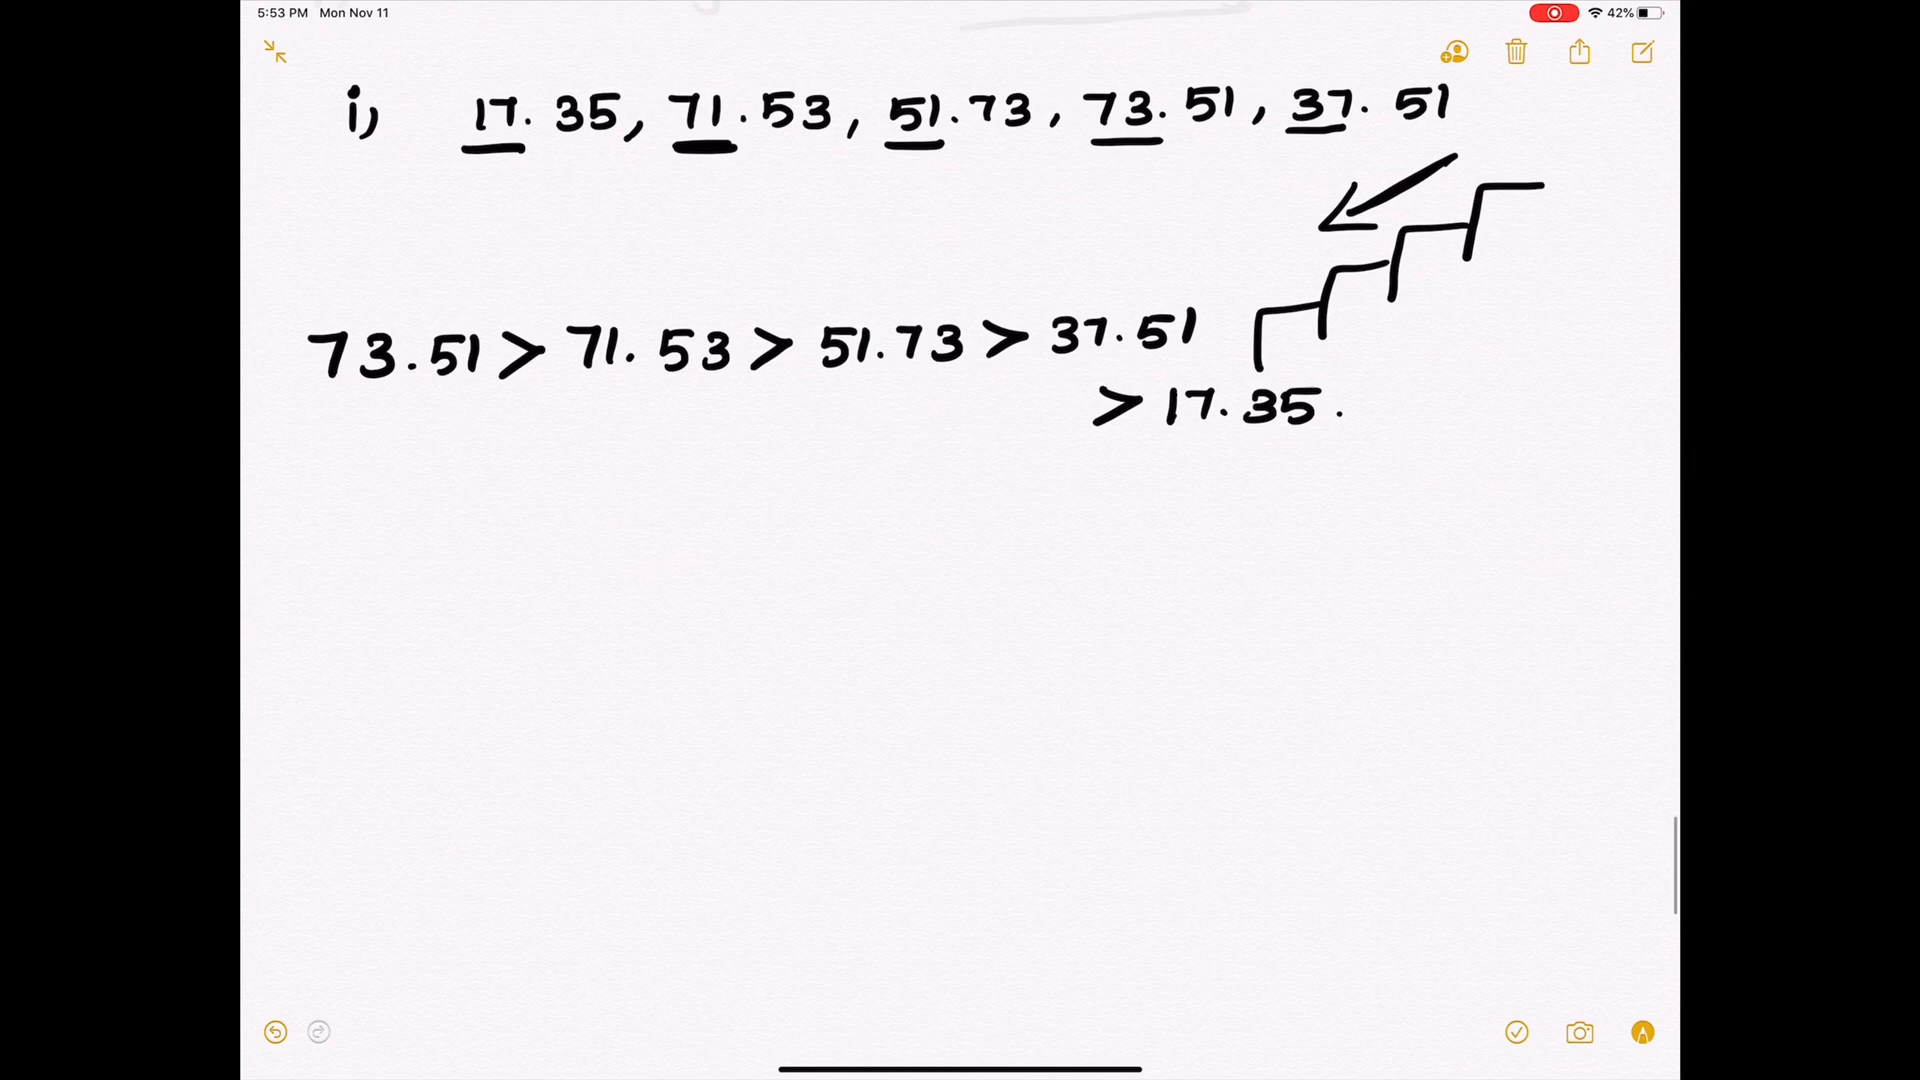 5:53 PM Mon Nov 11 42%
i, 17.35, 71.53, 51.73, 73.51, 37.51
73.51 > 71.53 > 51.73 > 37.51
> 17.35.